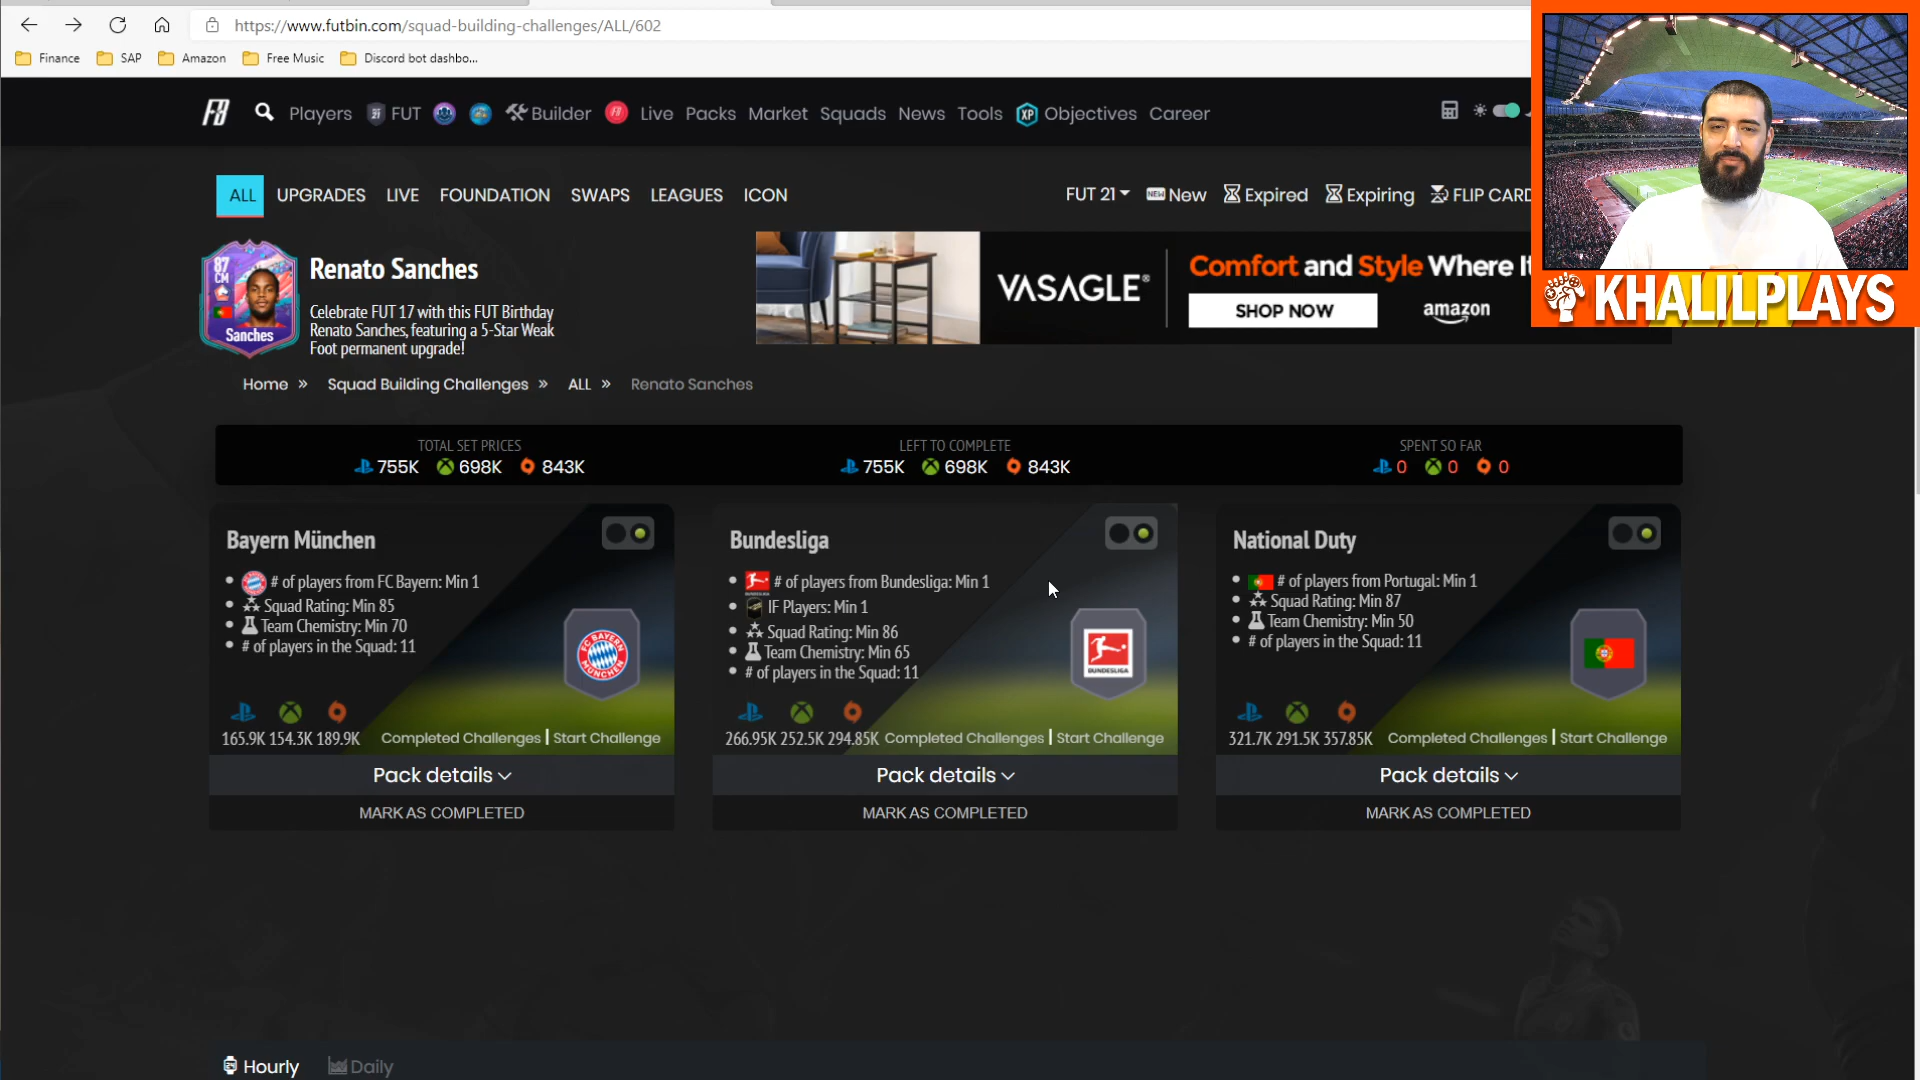 https://www.futbin.com/squad-building-challenges/ALL/602
Finance SAP Amazon Free Music Discord bot dashbo...
Players FUT Builder Live Packs Market Squads News Tools XP Objectives Career
ALL UPGRADES LIVE FOUNDATION SWAPS LEAGUES ICON FUT 21 NEW New Expired Expiring FLIP CARD
87
CM
Sanches
Renato Sanches
Celebrate FUT 17 with this FUT Birthday
Renato Sanches, featuring a 5-Star Weak
Foot permanent upgrade!
VASAGLE®
Comfort and Style Where It
SHOP NOW
amazon
KHALILPLAYS
Home » Squad Building Challenges » ALL » Renato Sanches
TOTAL SET PRICES
755K 698K 843K
LEFT TO COMPLETE
755K 698K 843K
SPENT SO FAR
0 0 0
Bayern München
# of players from FC Bayern: Min 1
Squad Rating: Min 85
Team Chemistry: Min 70
# of players in the Squad: 11
FC BAYERN MÜNCHEN
165.9K 154.3K 189.9K Completed Challenges | Start Challenge
Pack details
MARK AS COMPLETED
Bundesliga
# of players from Bundesliga: Min 1
IF Players: Min 1
Squad Rating: Min 86
Team Chemistry: Min 65
# of players in the Squad: 11
BUNDESLIGA
266.95K 252.5K 294.85K Completed Challenges | Start Challenge
Pack details
MARK AS COMPLETED
National Duty
# of players from Portugal: Min 1
Squad Rating: Min 87
Team Chemistry: Min 50
# of players in the Squad: 11
321.7K 291.5K 357.85K Completed Challenges | Start Challenge
Pack details
MARK AS COMPLETED
Hourly Daily